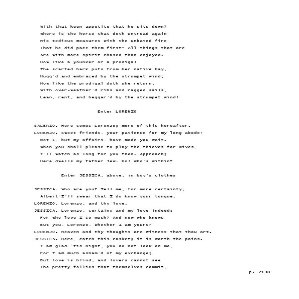 With that keen appetite that he sits down?
Where is the horse that doth untread again
His tedious measures with the unbated fire
That he did pace them first? All things that are
Are with more spirit chased than enjoyed.
How like a younker or a prodigal
The scarfed bark puts from her native bay,
Hugg'd and embraced by the strumpet wind!
How like the prodigal doth she return,
With over-weather'd ribs and ragged sails,
Lean, rent, and beggar'd by the strumpet wind!
Enter LORENZO
SALERIO. Here comes Lorenzo; more of this hereafter.
LORENZO. Sweet friends, your patience for my long abode!
Not I, but my affairs, have made you wait.
When you shall please to play the thieves for wives,
I'll watch as long for you then. Approach;
Here dwells my father Jew. Ho! who's within?
Enter JESSICA, above, in boy's clothes
JESSICA. Who are you? Tell me, for more certainty,
Albeit I'll swear that I do know your tongue.
LORENZO. Lorenzo, and thy love.
JESSICA. Lorenzo, certain; and my love indeed;
For who love I so much? And now who knows
But you, Lorenzo, whether I am yours?
LORENZO. Heaven and thy thoughts are witness that thou art.
JESSICA. Here, catch this casket; it is worth the pains.
I am glad 'tis night, you do not look on me,
For I am much asham'd of my exchange;
But love is blind, and lovers cannot see
The pretty follies that themselves commit,